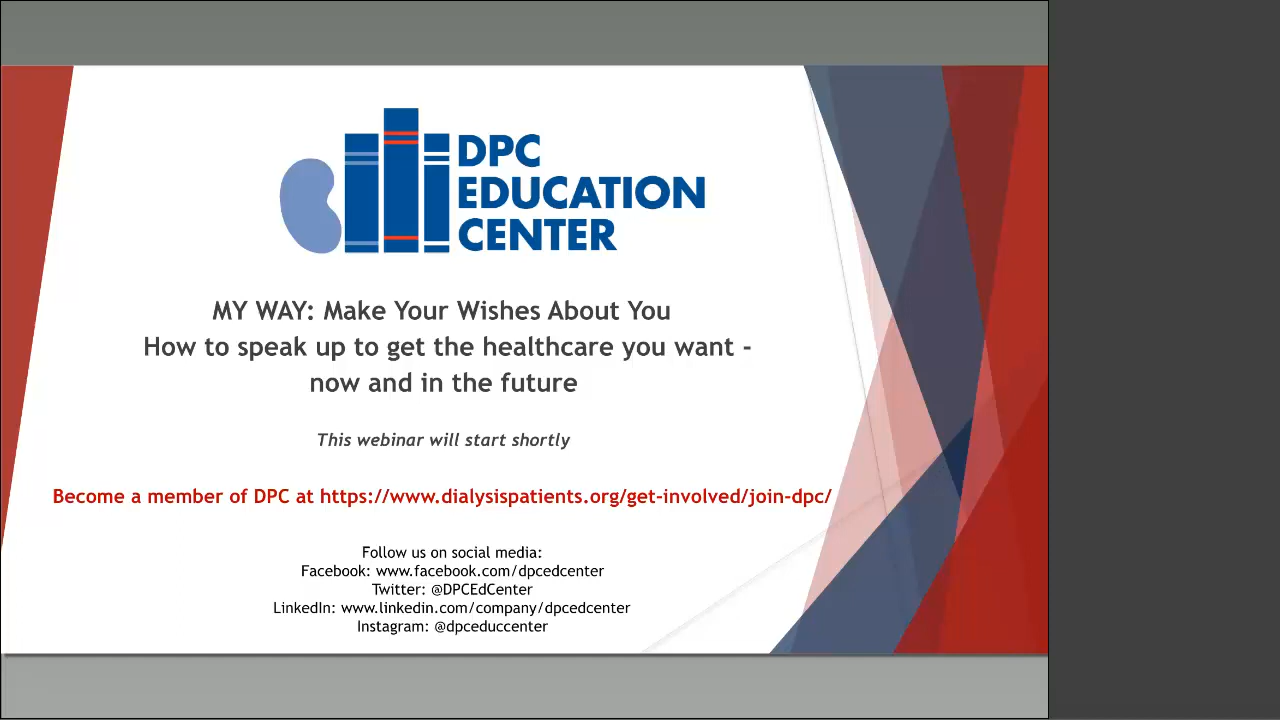 DPC
EDUCATION
CENTER
MY WAY: Make Your Wishes About You
How to speak up to get the healthcare you want -
now and in the future
This webinar will start shortly
Become a member of DPC at https://www.dialysispatients.org/get-involved/join-dpc/
Follow us on social media:
Facebook: www.facebook.com/dpcedcenter
Twitter: @DPCEdCenter
LinkedIn: www.linkedin.com/company/dpcedcenter
Instagram: @dpceduccenter